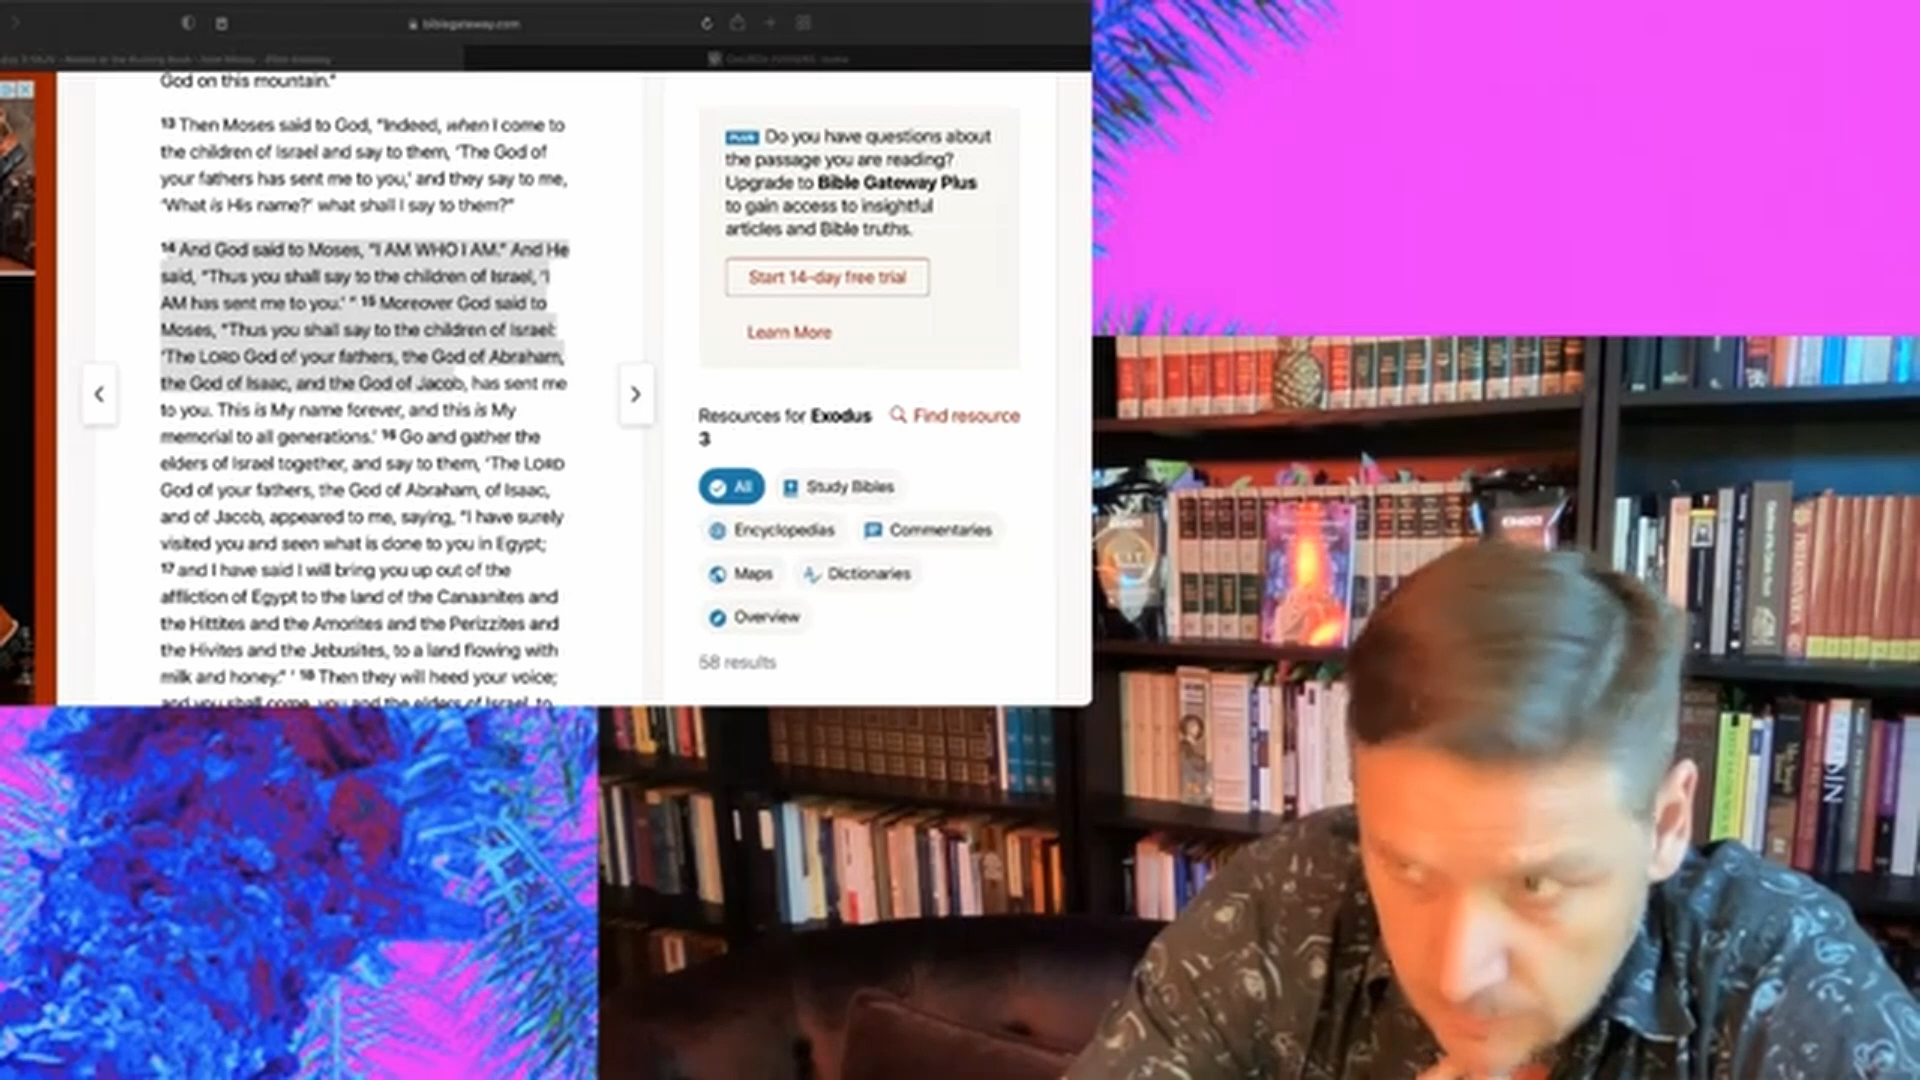 biblegateway.com
God on this mountain."
13 Then Moses said to God, "Indeed, when I come to
the children of Israel and say to them, 'The God of
your fathers has sent me to you,' and they say to me,
'What is His name?' what shall I say to them?"
14 And God said to Moses, "I AM WHO I AM." And He
said, "Thus you shall say to the children of Israel, 'I
AM has sent me to you.' " 15 Moreover God said to
Moses, "Thus you shall say to the children of Israel:
'The LORD God of your fathers, the God of Abraham,
the God of Isaac, and the God of Jacob, has sent me
to you. This is My name forever, and this is My
memorial to all generations.' 16 Go and gather the
elders of Israel together, and say to them, 'The LORD
God of your fathers, the God of Abraham, of Isaac,
and of Jacob, appeared to me, saying, "I have surely
visited you and seen what is done to you in Egypt;
17 and I have said I will bring you up out of the
affliction of Egypt to the land of the Canaanites and
the Hittites and the Amorites and the Perizzites and
the Hivites and the Jebusites, to a land flowing with
milk and honey." ' 18 Then they will heed your voice;
and you shall come, you and the elders of Israel, to
PLUS Do you have questions about
the passage you are reading?
Upgrade to Bible Gateway Plus
to gain access to insightful
articles and Bible truths.
Start 14-day free trial
Learn More
Resources for Exodus
3
Find resource
All
Study Bibles
Encyclopedias
Commentaries
Maps
Dictionaries
Overview
58 results